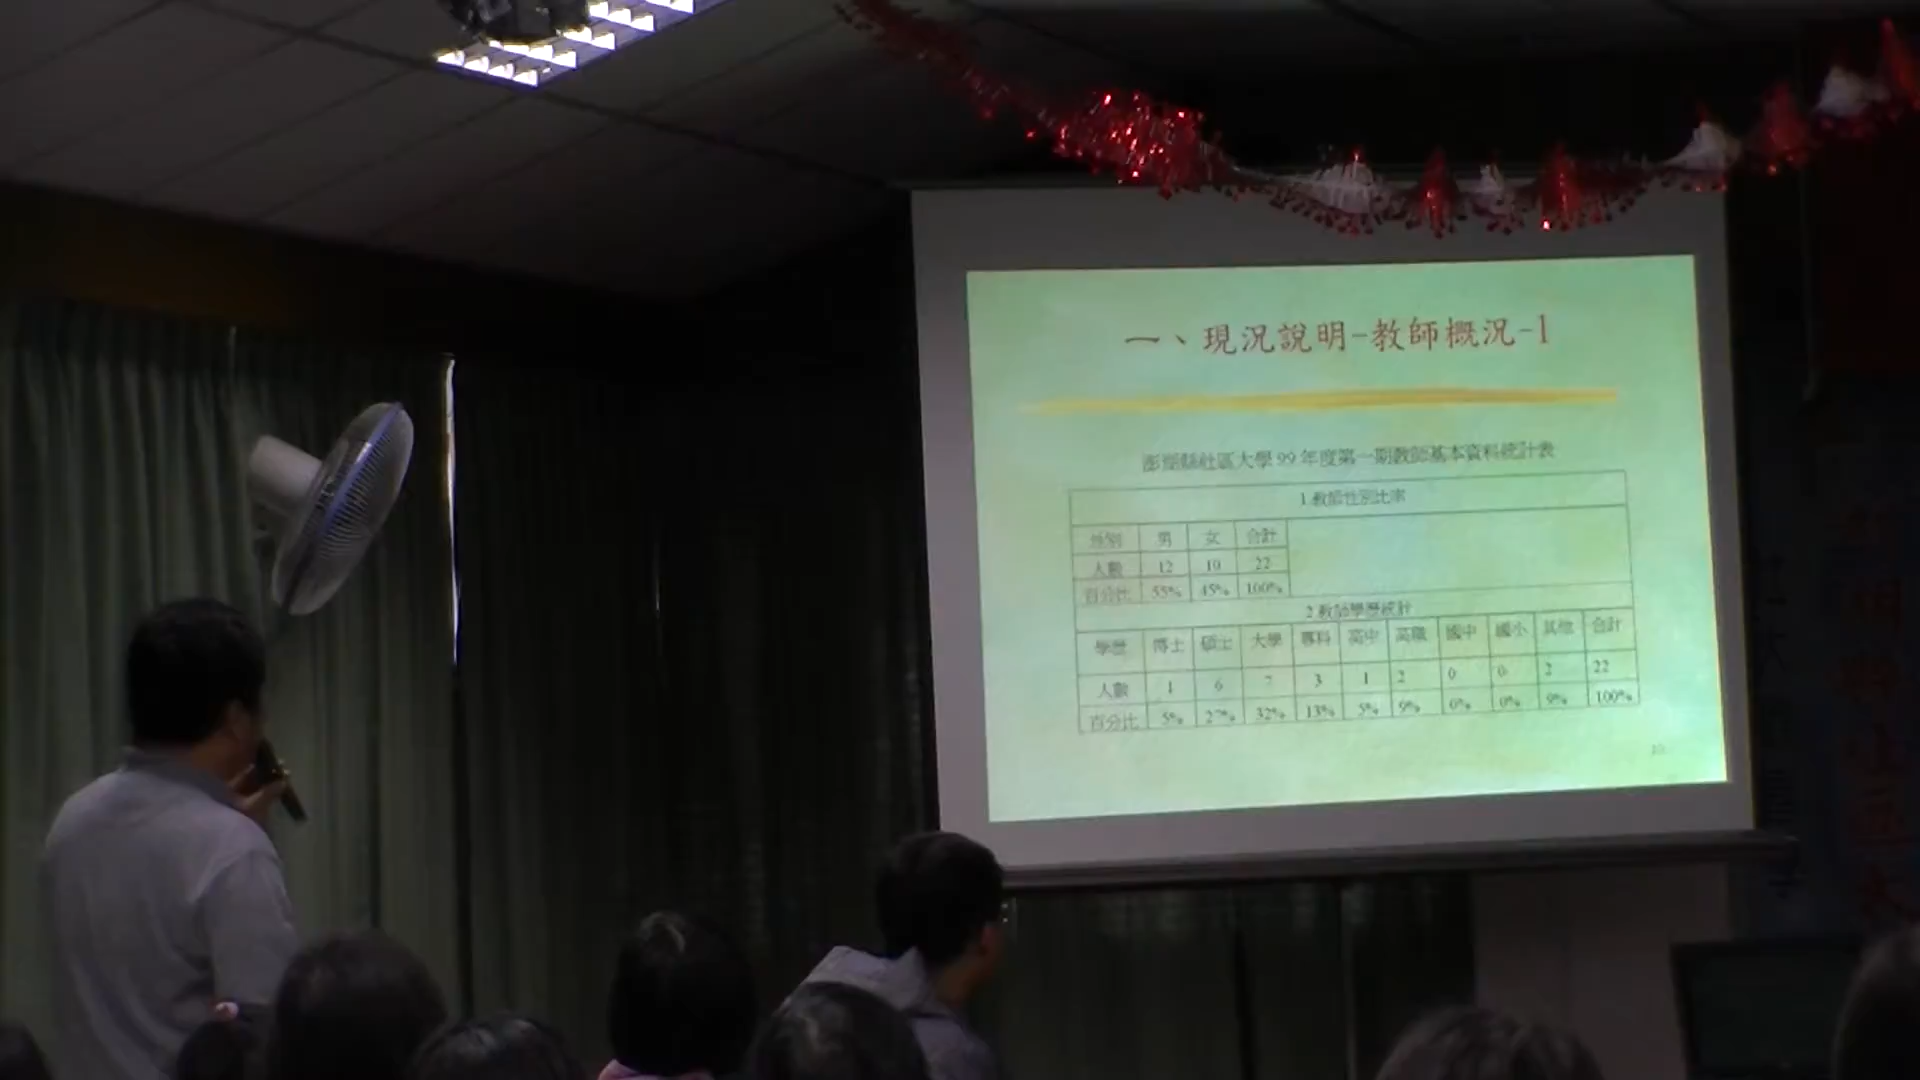 一、現況說明-教師概況-1
澎湖縣社區大學 99 年度第一期教師基本資料統計表
1.教師性別比率
性別 男 女 合計
人數 12 10 22
百分比 55% 45% 100%
2.教師學歷統計
學歷 博士 碩士 大學 專科 高中 高職 國中 國小 其他 合計
人數 1 6 7 3 1 2 0 0 2 22
百分比 5% 27% 32% 13% 5% 9% 0% 0% 9% 100%